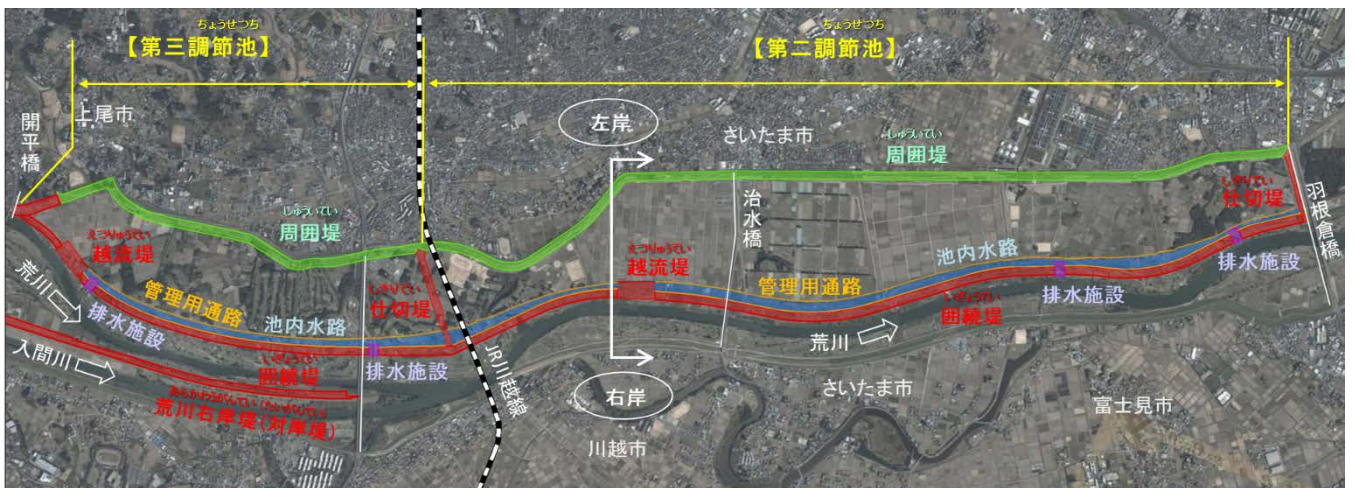 ちょうせつち
【第三調節池】
ちょうせつち
【第二調節池】
開平橋
上尾市
左岸
さいたま市
しゅういてい
周囲堤
しゅういてい
周囲堤
えつりゅうてい
越流堤
荒川
管理用通路
排水施設
池内水路
しきりてい
仕切堤
いぎょうてい
囲繞堤
排水施設
入間川
あらかわうがんてい(たいがんてい)
荒川右岸堤(対岸堤)
JR川越線
えつりゅうてい
越流堤
治水橋
管理用通路
池内水路
しきりてい
仕切堤
羽根倉橋
排水施設
排水施設
いぎょうてい
囲繞堤
荒川
右岸
川越市
さいたま市
富士見市